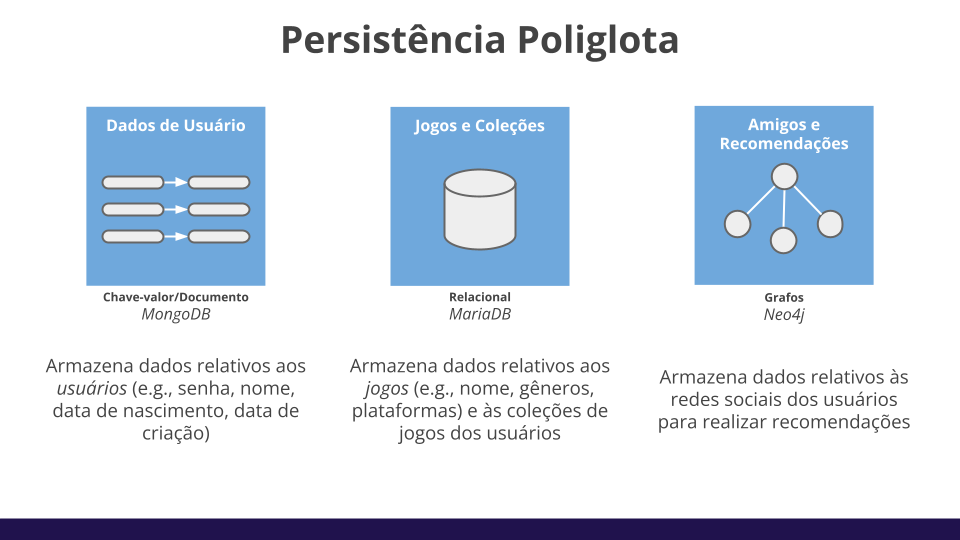 Persistência Poliglota
Dados de Usuário
Chave-valor/Documento
MongoDB
Armazena dados relativos aos
usuários (e.g., senha, nome,
data de nascimento, data de
criação)
Jogos e Coleções
Relacional
MariaDB
Armazena dados relativos aos
jogos (e.g., nome, gêneros,
plataformas) e às coleções de
jogos dos usuários
Amigos e
Recomendações
Grafos
Neo4j
Armazena dados relativos às
redes sociais dos usuários
para realizar recomendações